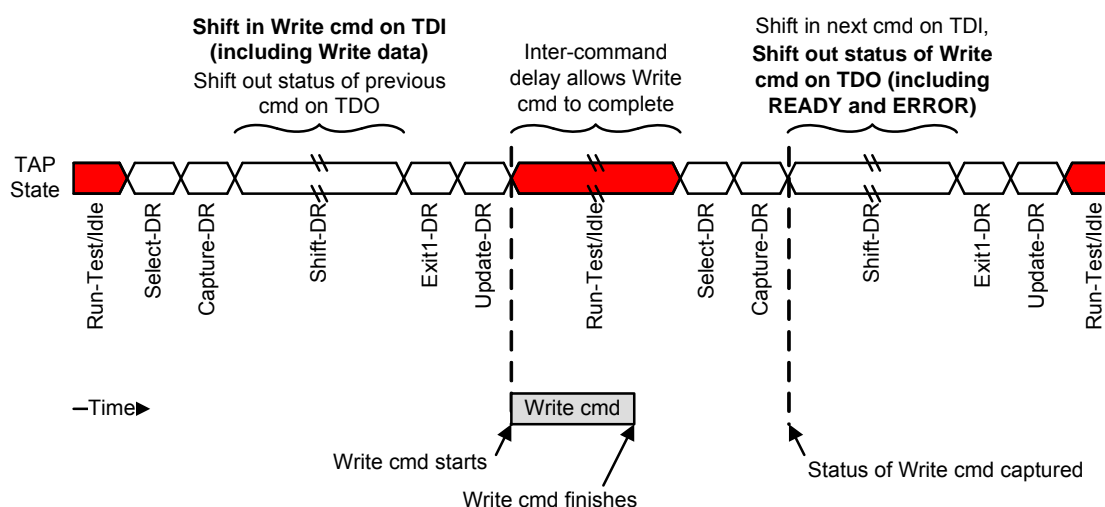 Shift in Write cmd on TDI
(including Write data)
Shift out status of previous
cmd on TDO
Inter-command
delay allows Write
cmd to complete
Shift in next cmd on TDI,
Shift out status of Write
cmd on TDO (including
READY and ERROR)
TAP
State
Run-Test/Idle
Select-DR
Capture-DR
Shift-DR
Exit1-DR
Update-DR
Run-Test/Idle
Select-DR
Capture-DR
Shift-DR
Exit1-DR
Update-DR
Run-Test/Idle
Time
Write cmd
Write cmd starts
Status of Write cmd captured
Write cmd finishes